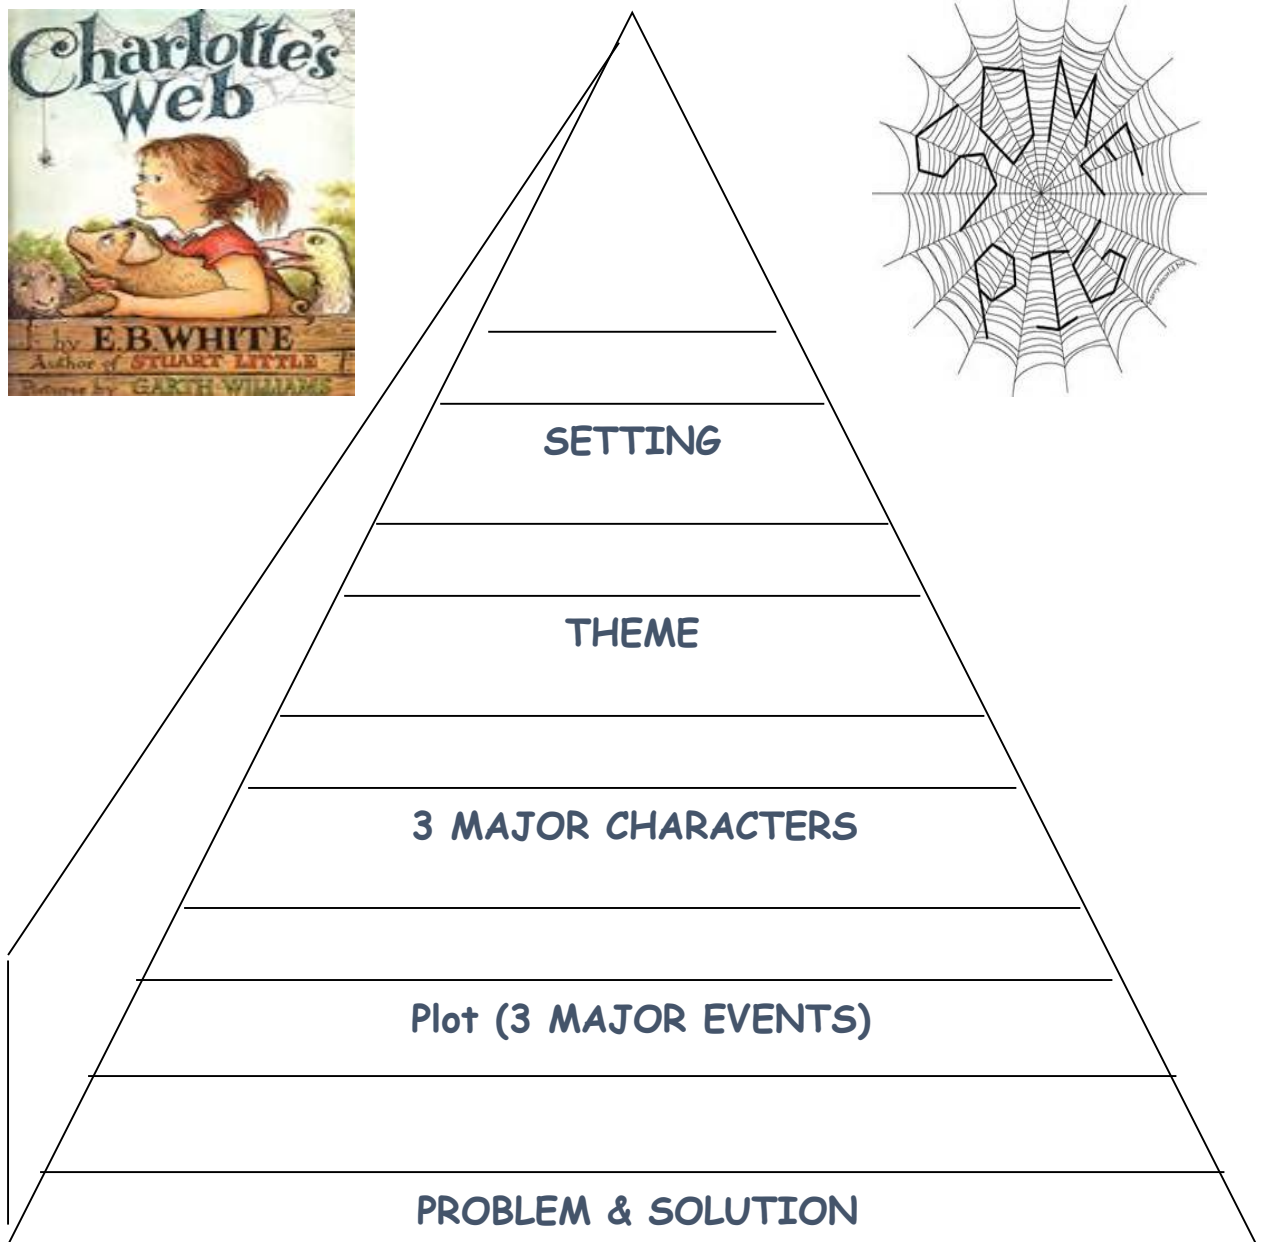 Charlotte's
Web
by E.B. WHITE
Author of STUART LITTLE
Pictures by GARTH WILLIAMS
SOME
PIG
SETTING
THEME
3 MAJOR CHARACTERS
Plot (3 MAJOR EVENTS)
PROBLEM & SOLUTION